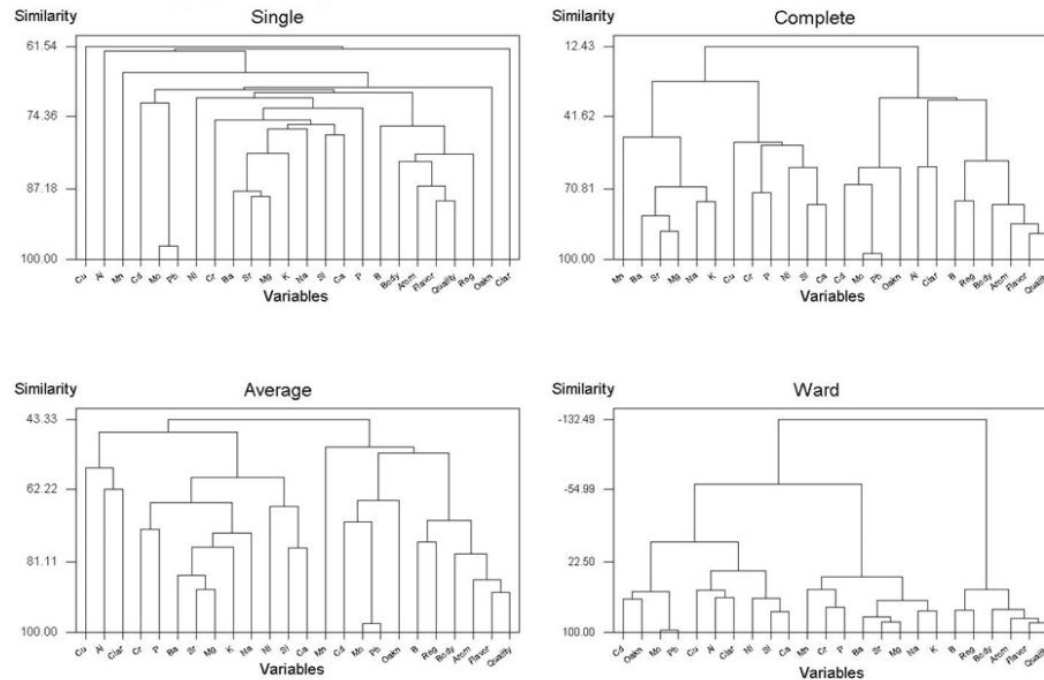 Similarity
Single
61.54
74.36
87.18
100.00
Cu Al Mn Cd Mo Pb Ni Cr Ba Sr Mg K Na Si Ca P B Body Arom Flavor Quality Reg Oakn Clar
Variables
Similarity
Complete
12.43
41.62
70.81
100.00
Mn Ba Sr Mg Na K Cu Cr P Ni Si Ca Cd Mo Pb Oakn Al Clar B Reg Body Arom Flavor Quality
Variables
Similarity
Average
43.33
62.22
81.11
100.00
Cu Al Clar Cr P Ba Sr Mg K Na Ni Si Ca Mn Cd Mo Pb Oakn B Reg Body Arom Flavor Quality
Variables
Similarity
Ward
-132.49
-54.99
22.50
100.00
Cd Oakn Mo Pb Cu Al Clar Ni Si Ca Mn Cr P Ba Sr Mg Na K B Reg Body Arom Flavor Quality
Variables